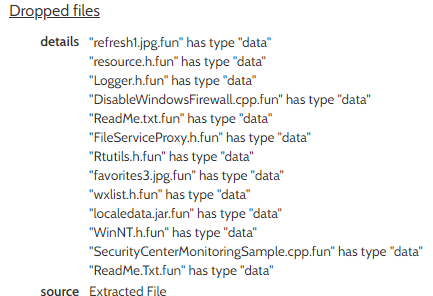 Dropped files
details "refresh1.jpg.fun" has type "data"
"resource.h.fun" has type "data"
"Logger.h.fun" has type "data"
"DisableWindowsFirewall.cpp.fun" has type "data"
"ReadMe.txt.fun" has type "data"
"FileServiceProxy.h.fun" has type "data"
"Rtutils.h.fun" has type "data"
"favorites3.jpg.fun" has type "data"
"wxlist.h.fun" has type "data"
"localedata.jar.fun" has type "data"
"WinNT.h.fun" has type "data"
"SecurityCenterMonitoringSample.cpp.fun" has type "data"
"ReadMe.Txt.fun" has type "data"
source Extracted File